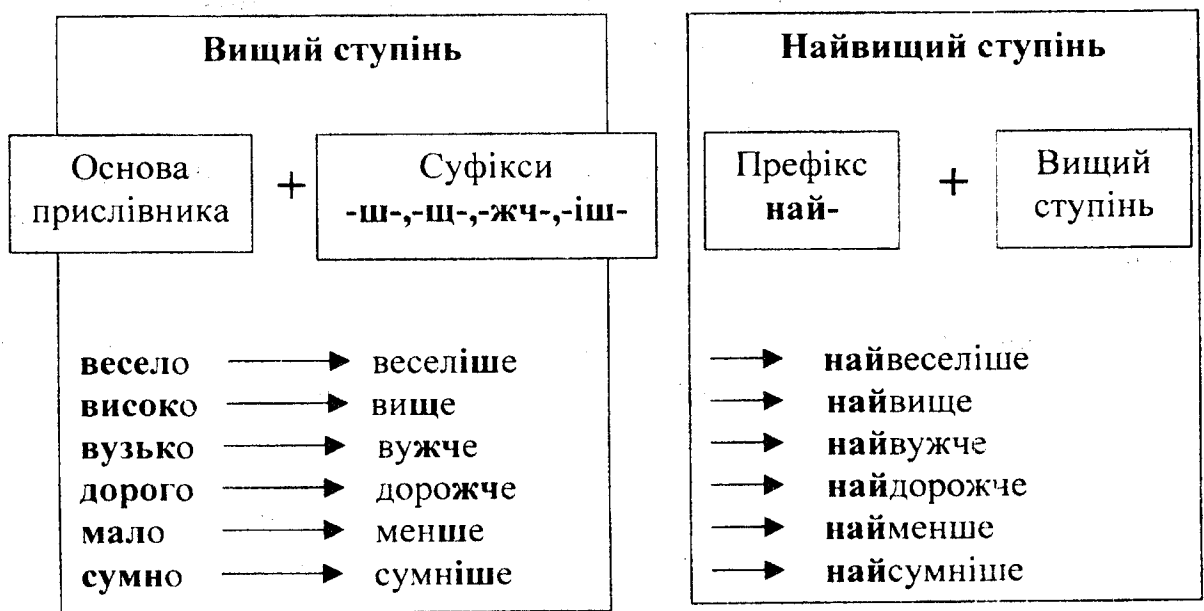 Вищий ступінь
Основа прислівника
+
Суфікси
-ш-,-щ-,-жч-,-іш-
весело веселіше
високо вище
вузько вужче
дорого дорожче
мало менше
сумно сумніше
Найвищий ступінь
Префікс
най-
+
Вищий
ступінь
найвеселіше
найвище
найвужче
найдорожче
найменше
найсумніше